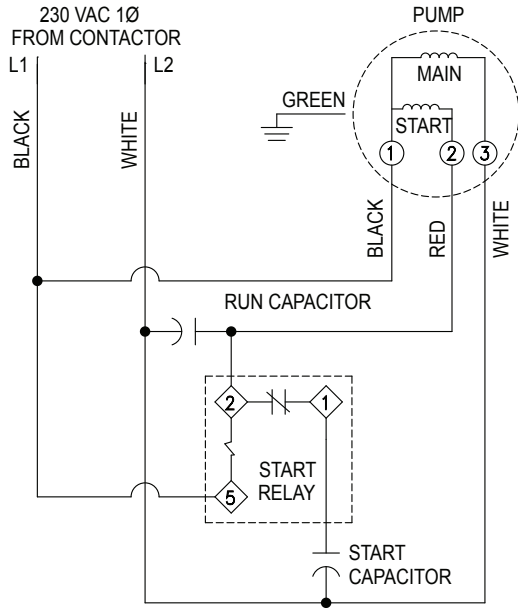 230 VAC 1Ø
FROM CONTACTOR
L1
L2
PUMP
MAIN
START
GREEN
1
2
3
BLACK
WHITE
BLACK
RED
WHITE
RUN CAPACITOR
2
1
START
RELAY
5
START
CAPACITOR